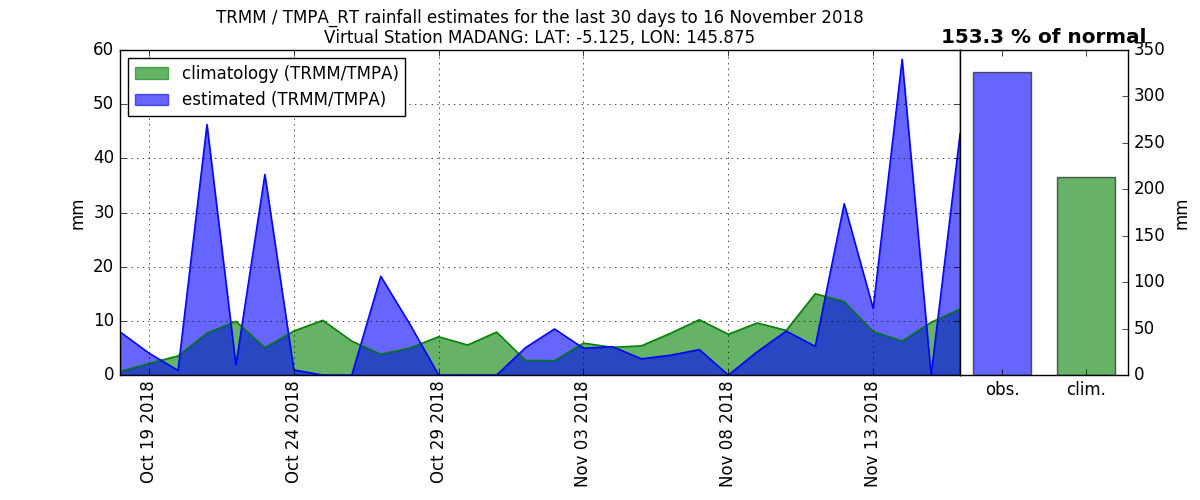 TRMM / TMPA_RT rainfall estimates for the last 30 days to 16 November 2018
Virtual Station MADANG: LAT: -5.125, LON: 145.875
153.3 % of normal
climatology (TRMM/TMPA)
estimated (TRMM/TMPA)
60
50
40
30
20
10
0
mm
350
300
250
200
150
100
50
0
mm
Oct 19 2018
Oct 24 2018
Oct 29 2018
Nov 03 2018
Nov 08 2018
Nov 13 2018
obs.
clim.